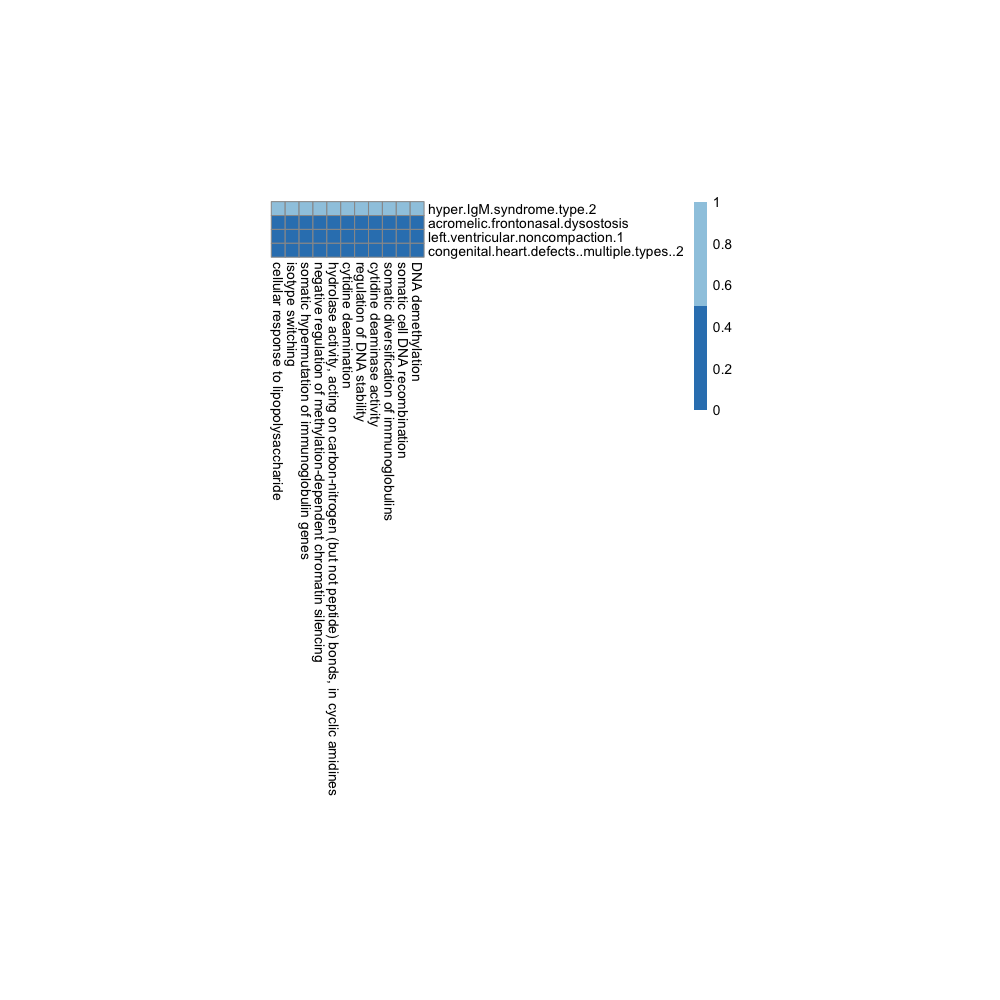 hyper.IgM.syndrome.type.2
acromelic.frontonasal.dysostosis
left.ventricular.noncompaction.1
congenital.heart.defects..multiple.types..2
1
0.8
0.6
0.4
0.2
0
cellular response to lipopolysaccharide
isotype switching
somatic hypermutation of immunoglobulin genes
negative regulation of methylation-dependent chromatin silencing
hydrolase activity, acting on carbon-nitrogen (but not peptide) bonds, in cyclic amidines
cytidine deamination
regulation of DNA stability
cytidine deaminase activity
somatic diversification of immunoglobulins
somatic cell DNA recombination
DNA demethylation